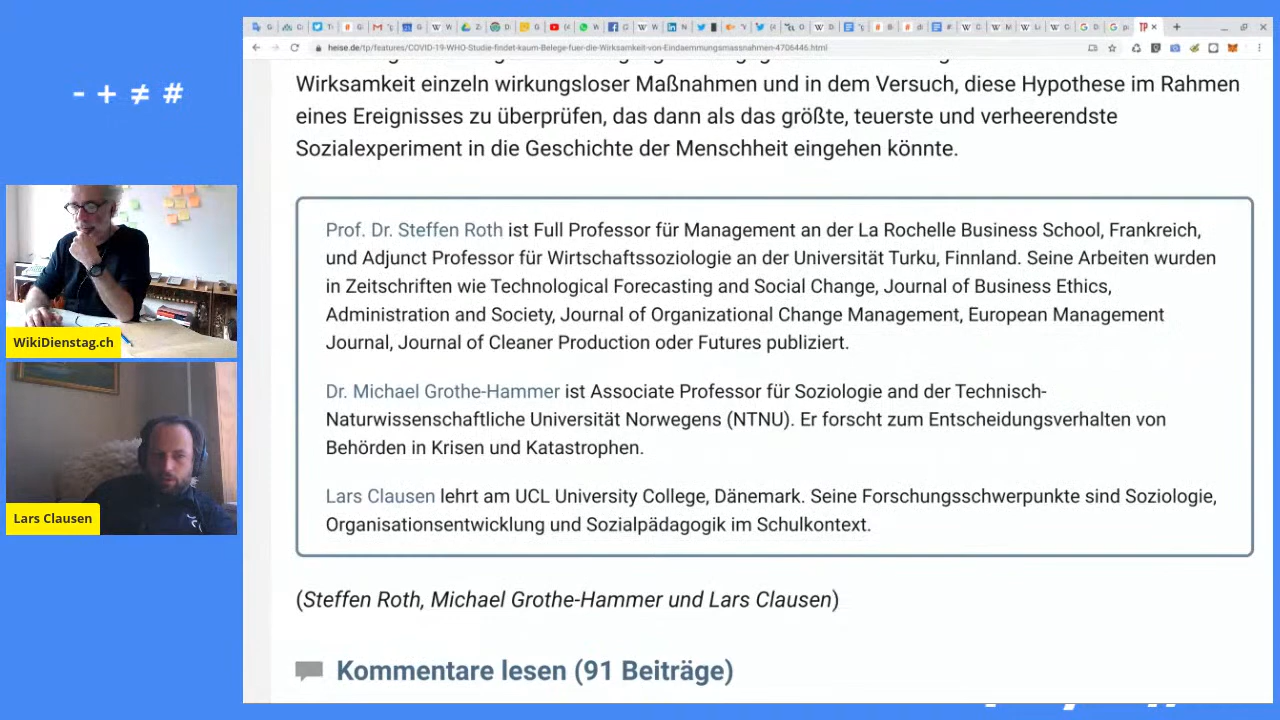 - + ≠ #
WikiDienstag.ch
Lars Clausen
heise.de/tp/features/COVID-19-WHO-Studie-findet-kaum-Belege-fuer-die-Wirksamkeit-von-Eindaemmungsmassnahmen-4706446.html
Wirksamkeit einzeln wirkungsloser Maßnahmen und in dem Versuch, diese Hypothese im Rahmen
eines Ereignisses zu überprüfen, das dann als das größte, teuerste und verheerendste
Sozialexperiment in die Geschichte der Menschheit eingehen könnte.
Prof. Dr. Steffen Roth ist Full Professor für Management an der La Rochelle Business School, Frankreich,
und Adjunct Professor für Wirtschaftssoziologie an der Universität Turku, Finnland. Seine Arbeiten wurden
in Zeitschriften wie Technological Forecasting and Social Change, Journal of Business Ethics,
Administration and Society, Journal of Organizational Change Management, European Management
Journal, Journal of Cleaner Production oder Futures publiziert.
Dr. Michael Grothe-Hammer ist Associate Professor für Soziologie and der Technisch-
Naturwissenschaftliche Universität Norwegens (NTNU). Er forscht zum Entscheidungsverhalten von
Behörden in Krisen und Katastrophen.
Lars Clausen lehrt am UCL University College, Dänemark. Seine Forschungsschwerpunkte sind Soziologie,
Organisationsentwicklung und Sozialpädagogik im Schulkontext.
(Steffen Roth, Michael Grothe-Hammer und Lars Clausen)
Kommentare lesen (91 Beiträge)